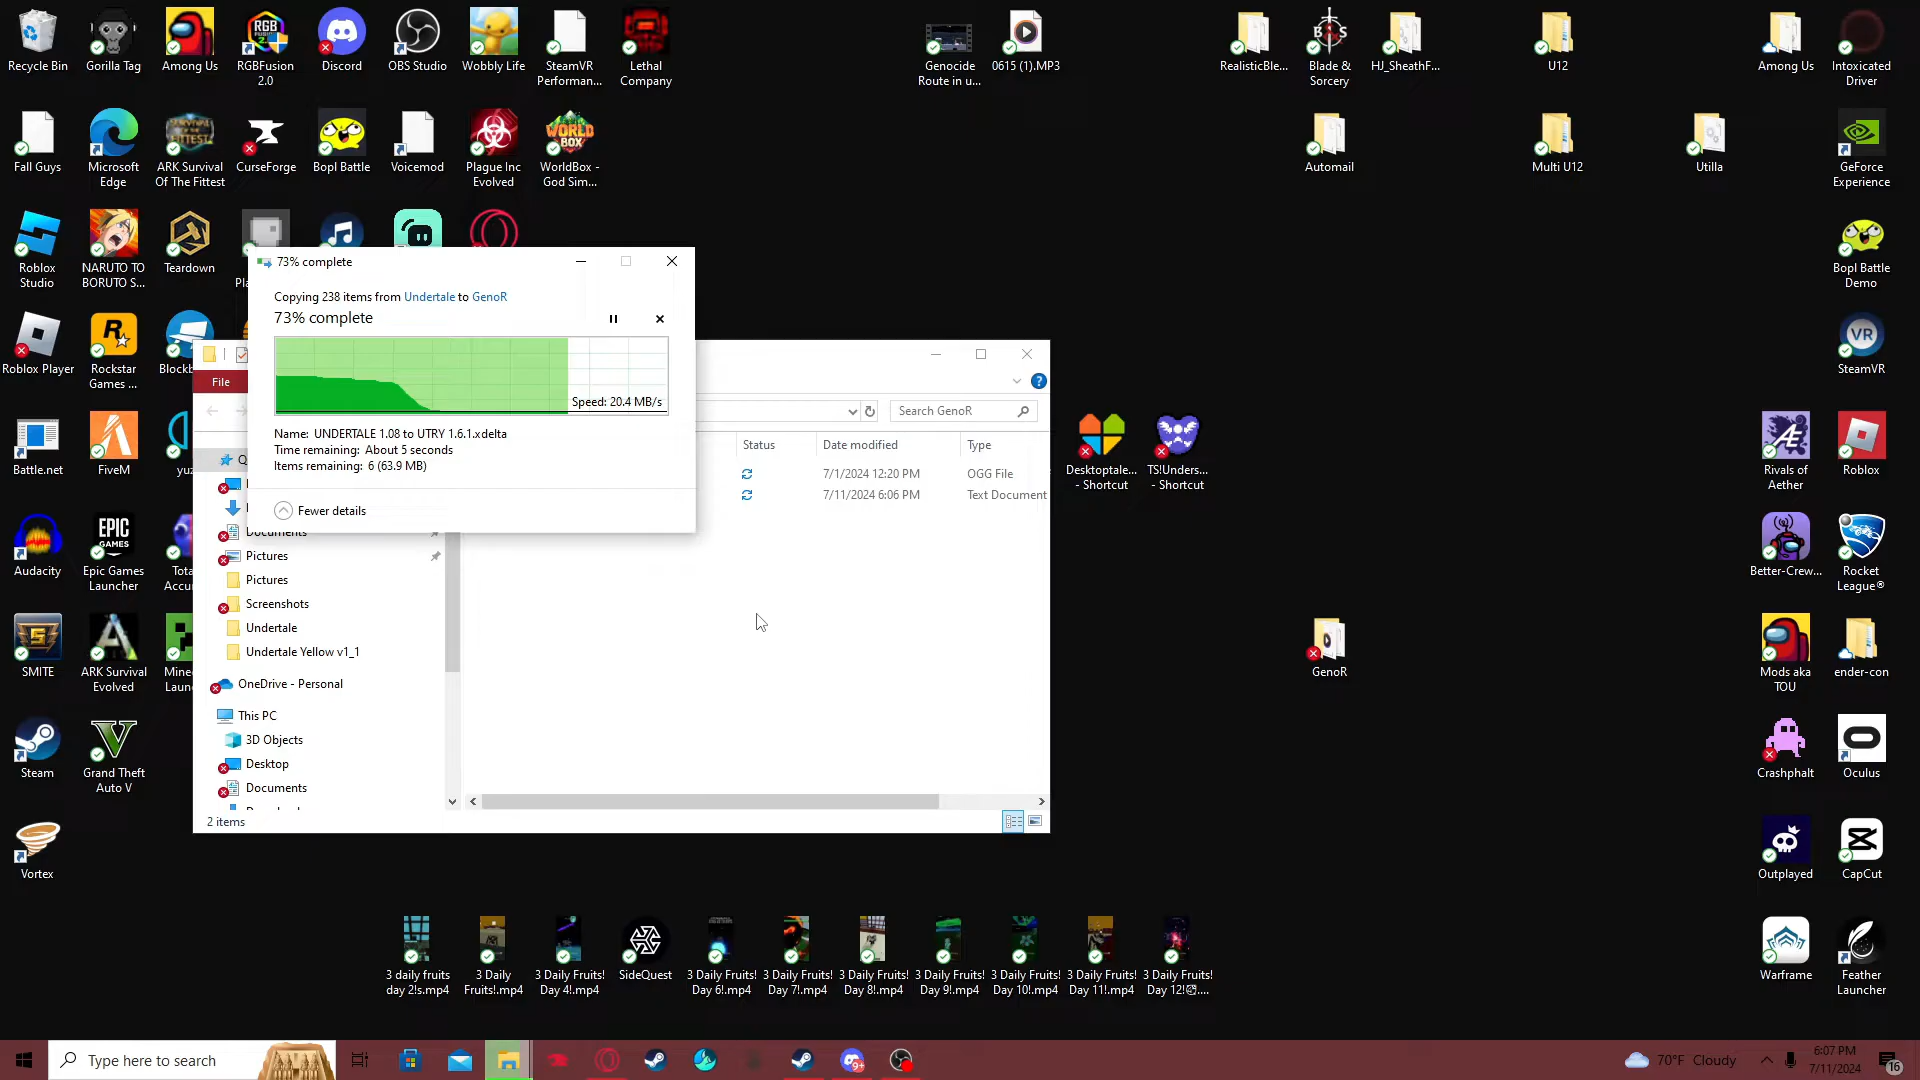 Recycle Bin
Gorilla Tag
Among Us
RGBFusion
2.0
Discord
OBS Studio
Wobbly Life
SteamVR
Performan...
Lethal
Company
Genocide
Route in u...
0615 (1).MP3
RealisticBle...
Blade &
Sorcery
HJ_SheathF...
U12
Among Us
Intoxicated
Driver
Fall Guys
Microsoft
Edge
ARK Survival
Of The Fittest
CurseForge
Bopl Battle
Voicemod
Plague Inc
Evolved
WorldBox -
God Sim...
Automail
Multi U12
Utilla
GeForce
Experience
Roblox
Studio
NARUTO TO
BORUTO S...
Teardown
Bopl Battle
Demo
73% complete
Copying 238 items from Undertale to GenoR
73% complete
Speed: 20.4 MB/s
Name: UNDERTALE 1.08 to UTRY 1.6.1.xdelta
Time remaining: About 5 seconds
Items remaining: 6 (63.9 MB)
Fewer details
Roblox Player
Rockstar
Games ...
SteamVR
File
Search GenoR
Status
Date modified
Type
7/1/2024 12:20 PM
OGG File
7/11/2024 6:06 PM
Text Document
Documents
Pictures
Pictures
Screenshots
Undertale
Undertale Yellow v1_1
OneDrive - Personal
This PC
3D Objects
Desktop
Documents
2 items
Battle.net
FiveM
Desktoptale...
- Shortcut
TS!Unders...
- Shortcut
Rivals of
Aether
Roblox
Audacity
EPIC
GAMES
Epic Games
Launcher
Better-Crew...
Rocket
League®
SMITE
ARK Survival
Evolved
GenoR
Mods aka
TOU
ender-con
Steam
Grand Theft
Auto V
Crashphalt
Oculus
Vortex
Outplayed
CapCut
3 daily fruits
day 2!s.mp4
3 Daily
Fruits!.mp4
3 Daily Fruits!
Day 4!.mp4
SideQuest
3 Daily Fruits!
Day 6!.mp4
3 Daily Fruits!
Day 7!.mp4
3 Daily Fruits!
Day 8!.mp4
3 Daily Fruits!
Day 9!.mp4
3 Daily Fruits!
Day 10!.mp4
3 Daily Fruits!
Day 11!.mp4
3 Daily Fruits!
Warframe
Feather
Launcher
Type here to search
9+
70°F Cloudy
6:07 PM
7/11/2024
16